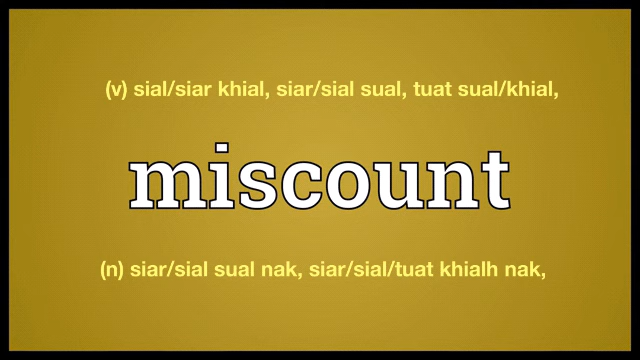 (v) sial/siar khial, siar/sial sual, tuat sual/khial,
miscount
(n) siar/sial sual nak, siar/sial/tuat khialh nak,